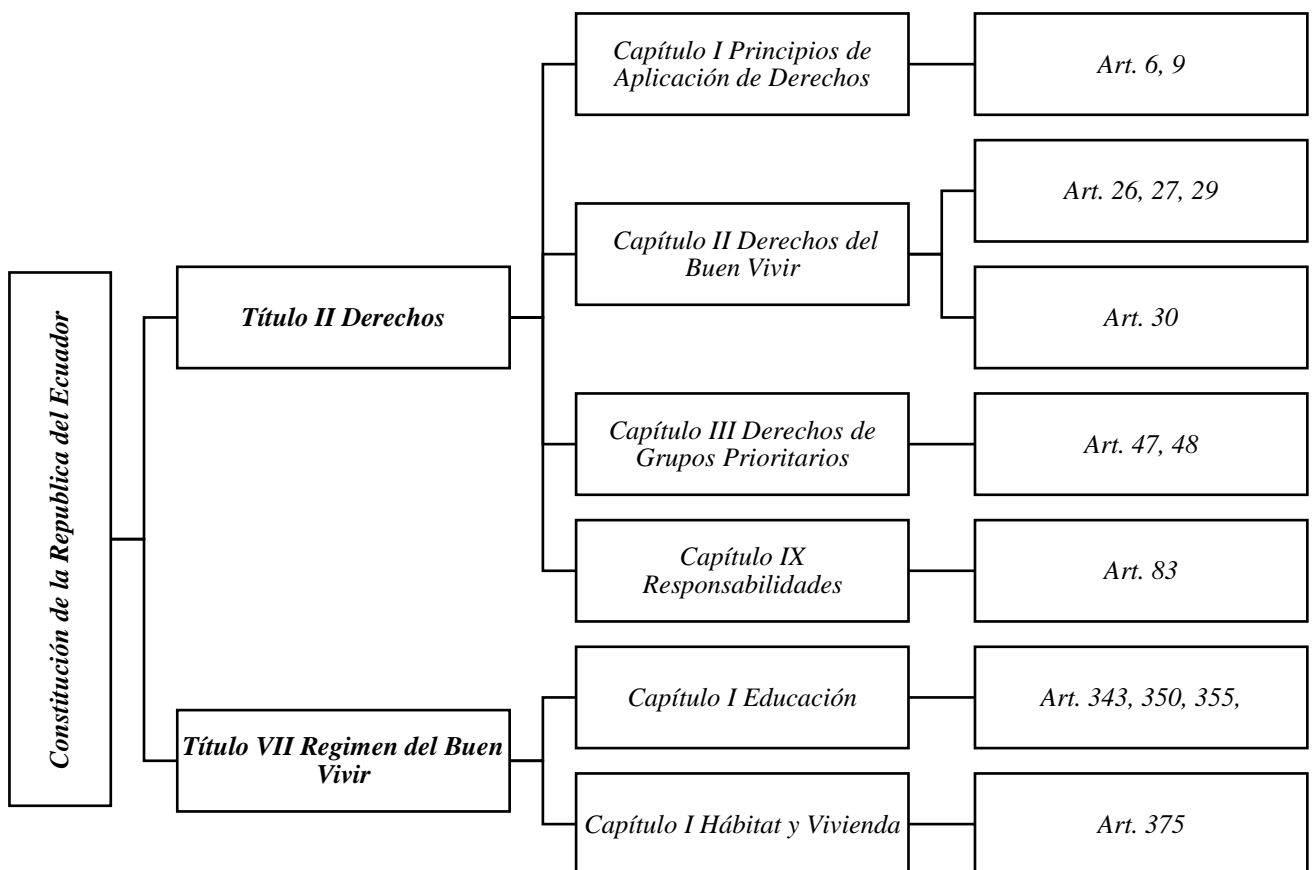 Constitución de la Republica del Ecuador
Título II Derechos
Capítulo I Principios de
Aplicación de Derechos
Art. 6, 9
Capítulo II Derechos del
Buen Vivir
Art. 26, 27, 29
Art. 30
Capítulo III Derechos de
Grupos Prioritarios
Art. 47, 48
Capítulo IX
Responsabilidades
Art. 83
Título VII Regimen del Buen
Vivir
Capítulo I Educación
Art. 343, 350, 355,
Capítulo I Hábitat y Vivienda
Art. 375